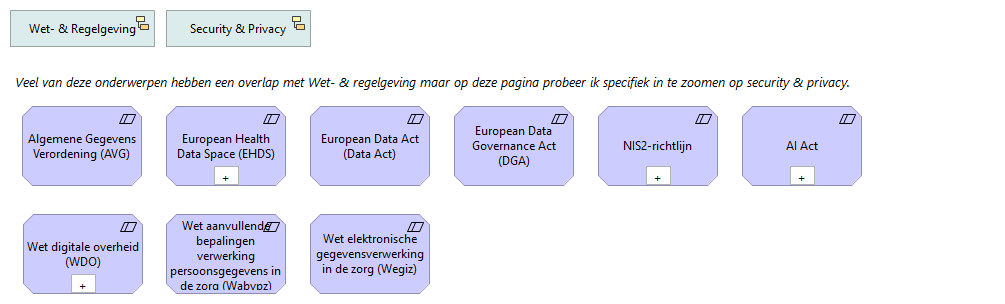 Wet- & Regelgeving
Security & Privacy
Veel van deze onderwerpen hebben een overlap met Wet- & regelgeving maar op deze pagina probeer ik specifiek in te zoomen op security & privacy.
Algemene Gegevens
Verordening (AVG)
European Health
Data Space (EHDS)
+
European Data Act
(Data Act)
European Data
Governance Act
(DGA)
NIS2-richtlijn
+
AI Act
+
Wet digitale overheid
(WDO)
+
Wet aanvullende
bepalingen
verwerking
persoonsgegevens in
de zorg (Wabvpz)
Wet elektronische
gegevensverwerking
in de zorg (Wegiz)